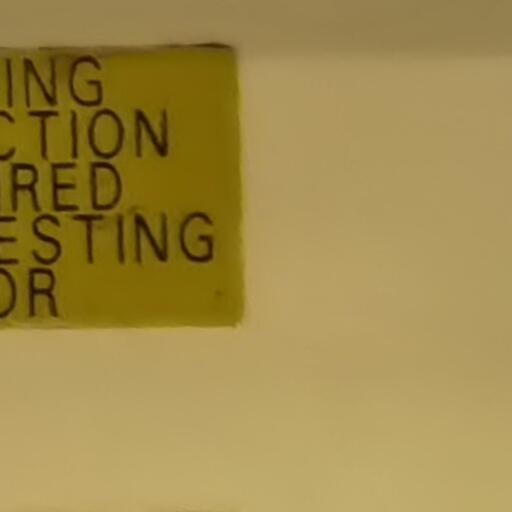 ING
CTION
IRED
ESTING
OR